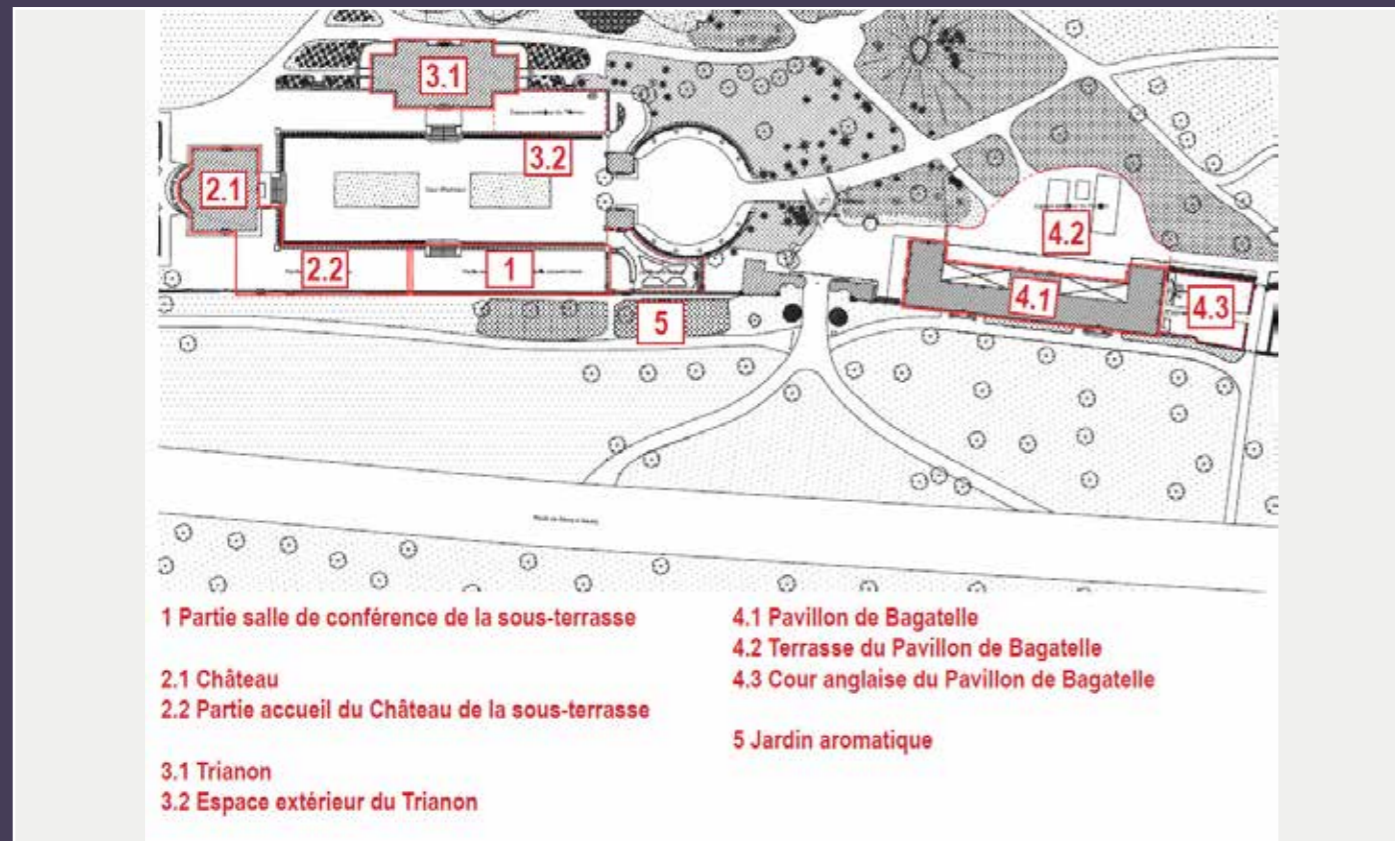 3.1
3.2
2.1
2.2
1
5
4.1
4.2
4.3
1 Partie salle de conférence de la sous-terrasse
2.1 Château
2.2 Partie accueil du Château de la sous-terrasse
3.1 Trianon
3.2 Espace extérieur du Trianon
4.1 Pavillon de Bagatelle
4.2 Terrasse du Pavillon de Bagatelle
4.3 Cour anglaise du Pavillon de Bagatelle
5 Jardin aromatique